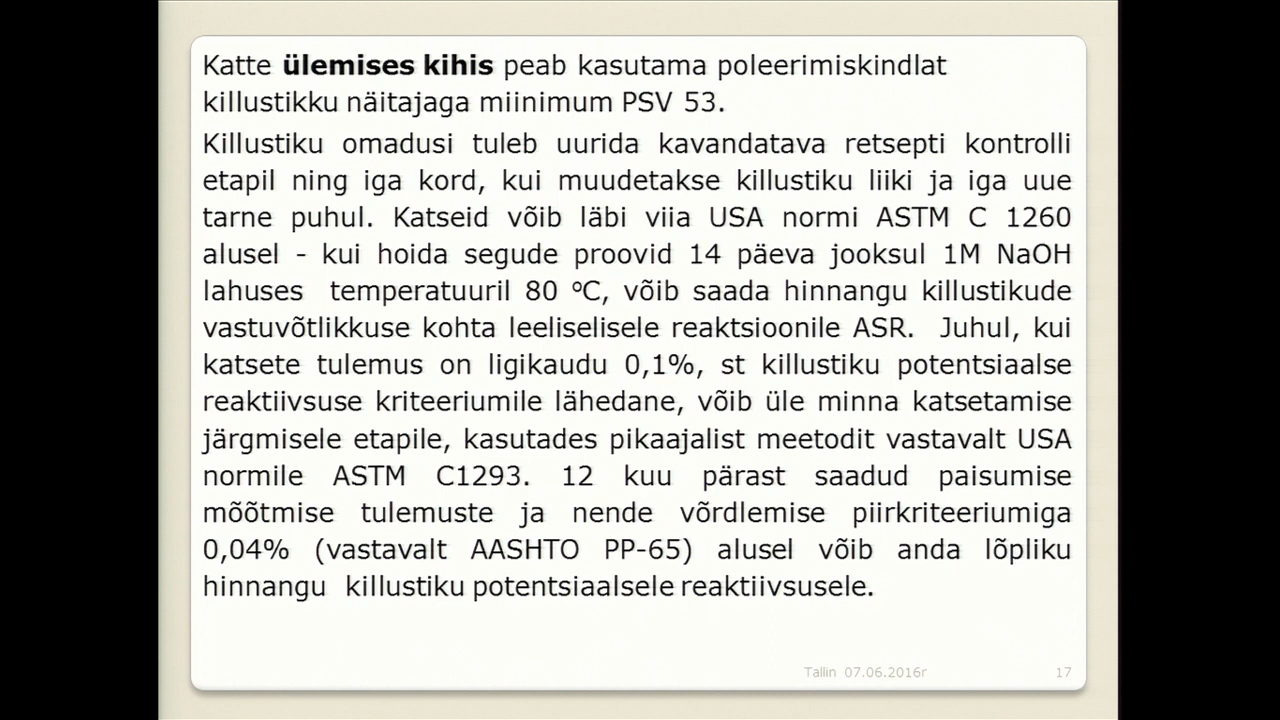 Katte ülemises kihis peab kasutama poleerimiskindlat
killustikku näitajaga miinimum PSV 53.
Killustiku omadusi tuleb uurida kavandatava retsepti kontrolli
etapil ning iga kord, kui muudetakse killustiku liiki ja iga uue
tarne puhul. Katseid võib läbi viia USA normi ASTM C 1260
alusel - kui hoida segude proovid 14 päeva jooksul 1M NaOH
lahuses temperatuuril 80 ºC, võib saada hinnangu killustikude
vastuvõtlikkuse kohta leeliselisele reaktsioonile ASR. Juhul, kui
katsete tulemus on ligikaudu 0,1%, st killustiku potentsiaalse
reaktiivsuse kriteeriumile lähedane, võib üle minna katsetamise
järgmisele etapile, kasutades pikaajalist meetodit vastavalt USA
normile ASTM C1293. 12 kuu pärast saadud paisumise
mõõtmise tulemuste ja nende võrdlemise piirkriteeriumiga
0,04% (vastavalt AASHTO PP-65) alusel võib anda lõpliku
hinnangu killustiku potentsiaalsele reaktiivsusele.
Tallin 07.06.2016r 17